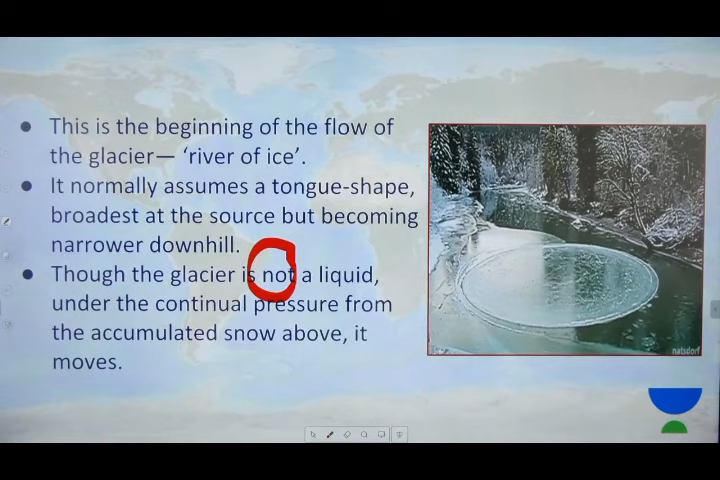 ● This is the beginning of the flow of
the glacier— ‘river of ice’.
● It normally assumes a tongue-shape,
broadest at the source but becoming
narrower downhill.
● Though the glacier is not a liquid,
under the continual pressure from
the accumulated snow above, it
moves.
natsdorf